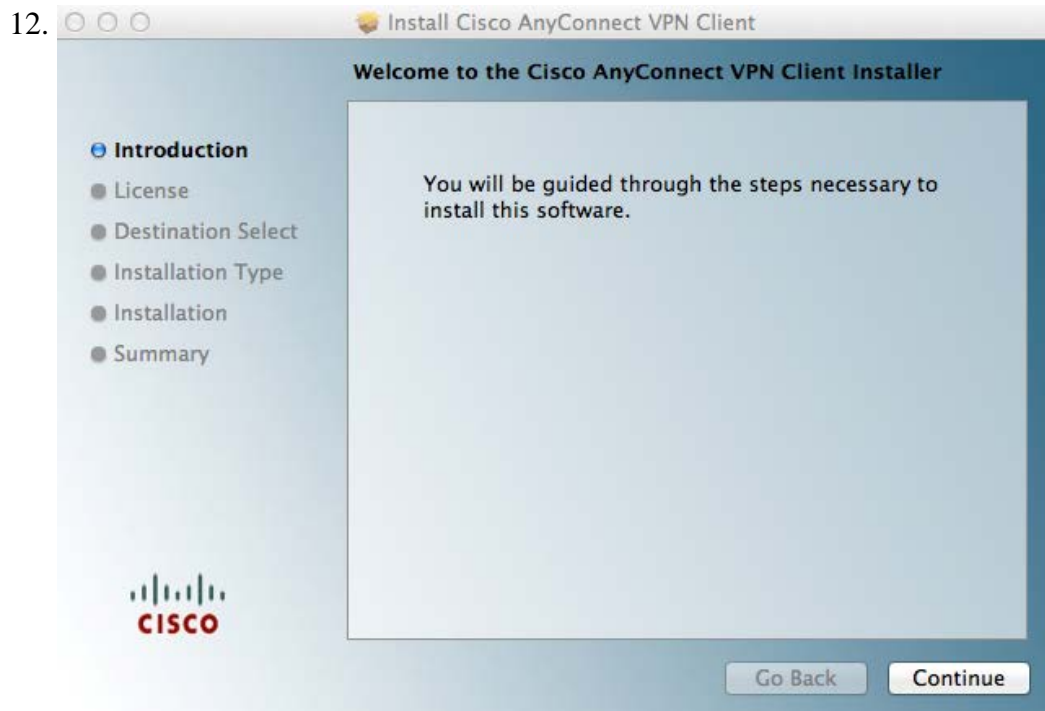 12.
Install Cisco AnyConnect VPN Client
Welcome to the Cisco AnyConnect VPN Client Installer
Introduction
License
Destination Select
Installation Type
Installation
Summary
You will be guided through the steps necessary to
install this software.
CISCO
Go Back
Continue